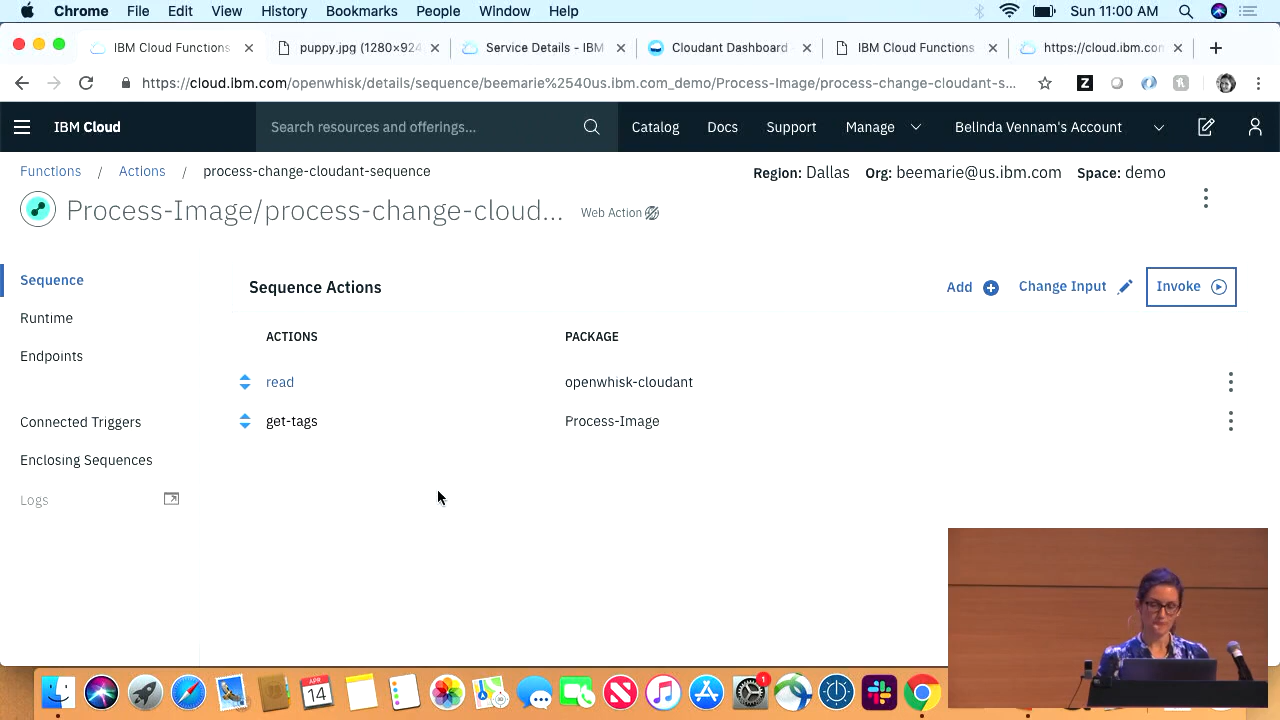 Chrome File Edit View History Bookmarks People Window Help Sun 11:00 AM
IBM Cloud Functions puppy.jpg (1280×924 Service Details - IBM Cloudant Dashboard IBM Cloud Functions https://cloud.ibm.co
https://cloud.ibm.com/openwhisk/details/sequence/beemarie%2540us.ibm.com_demo/Process-Image/process-change-cloudant-s... Z
IBM Cloud Search resources and offerings... Catalog Docs Support Manage Belinda Vennam's Account
Functions / Actions / process-change-cloudant-sequence Region: Dallas Org: beemarie@us.ibm.com Space: demo
Process-Image/process-change-cloud... Web Action
Sequence
Runtime
Endpoints
Connected Triggers
Enclosing Sequences
Logs
Sequence Actions Add Change Input Invoke
ACTIONS PACKAGE
read openwhisk-cloudant
get-tags Process-Image
APR
14
1